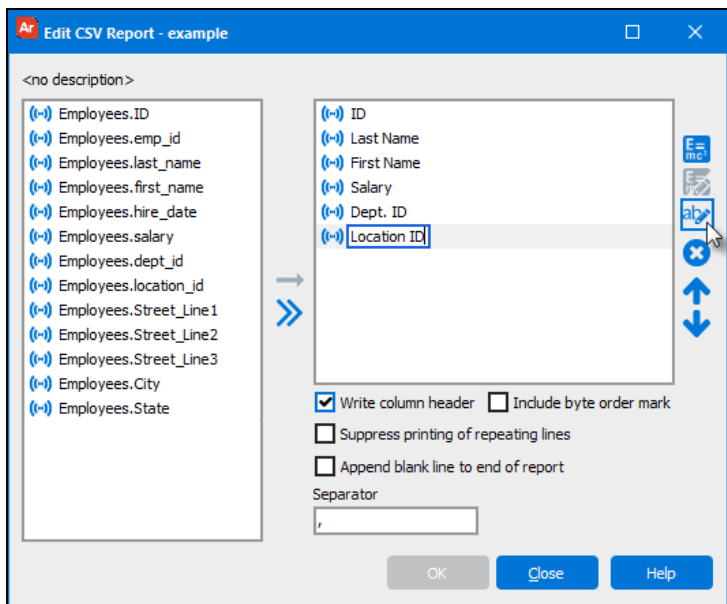 Ar Edit CSV Report - example
<no description>
Employees.ID
Employees.emp_id
Employees.last_name
Employees.first_name
Employees.hire_date
Employees.salary
Employees.dept_id
Employees.location_id
Employees.Street_Line1
Employees.Street_Line2
Employees.Street_Line3
Employees.City
Employees.State
ID
Last Name
First Name
Salary
Dept. ID
Location ID
E=
mc²
E=
ab
Write column header Include byte order mark
Suppress printing of repeating lines
Append blank line to end of report
Separator
,
OK Close Help